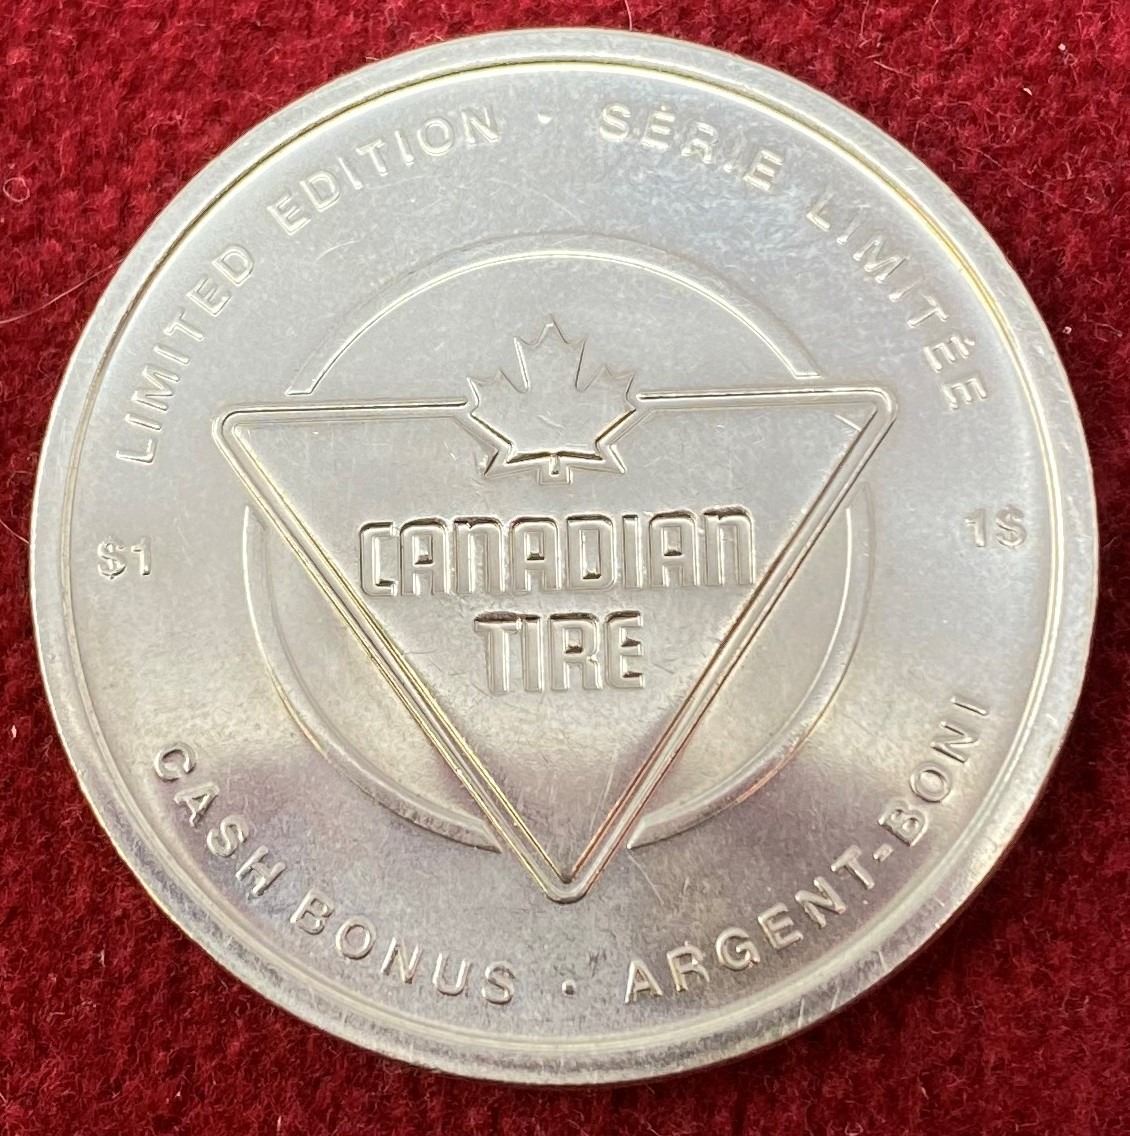 LIMITED EDITION · SÉRIE LIMITÉE
$1
1$
CANADIAN
TIRE
CASH BONUS · ARGENT-BONI